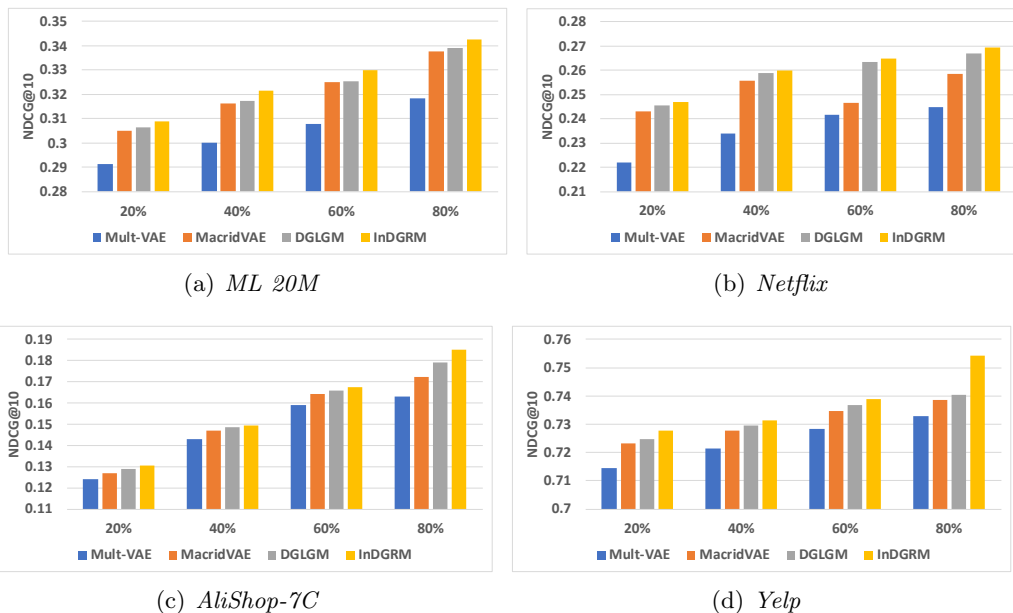 0.35
0.34
0.33
0.32
0.31
0.3
0.29
0.28
NDCG@10
20% 40% 60% 80%
Mult-VAE MacridVAE DGLGM InDGRM
(a) ML 20M
0.28
0.27
0.26
0.25
0.24
0.23
0.22
0.21
NDCG@10
20% 40% 60% 80%
Mult-VAE MacridVAE DGLGM InDGRM
(b) Netflix
0.19
0.18
0.17
0.16
0.15
0.14
0.13
0.12
0.11
NDCG@10
20% 40% 60% 80%
Mult-VAE MacridVAE DGLGM InDGRM
(c) AliShop-7C
0.76
0.75
0.74
0.73
0.72
0.71
0.7
NDCG@10
20% 40% 60% 80%
Mult-VAE MacridVAE DGLGM InDGRM
(d) Yelp